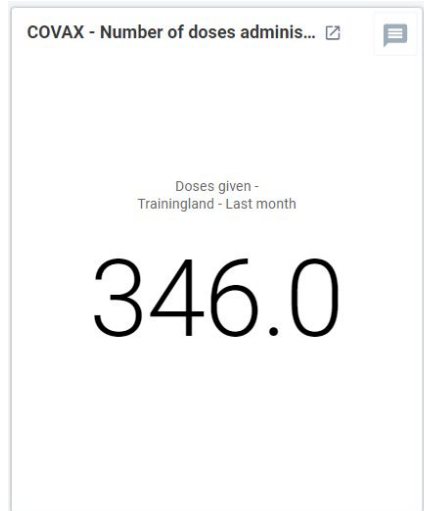 COVAX - Number of doses adminis...
Doses given -
Trainingland - Last month
346.0